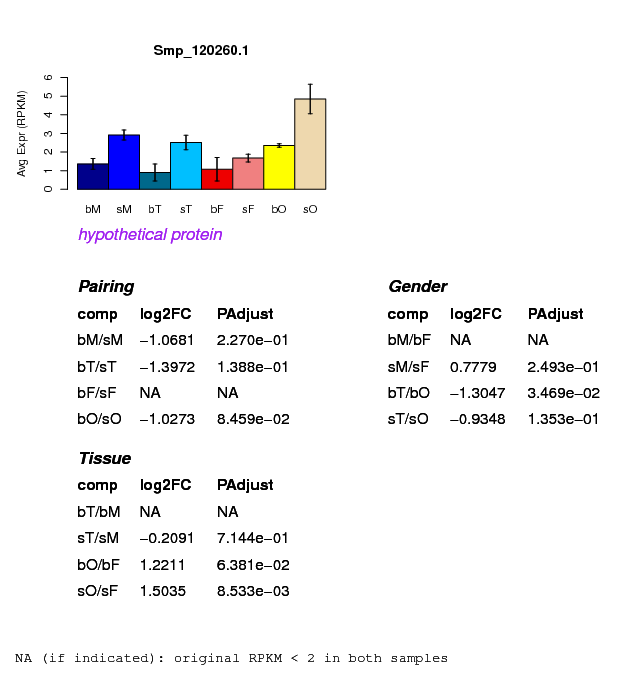 Smp_120260.1
Avg Expr (RPKM)
0 1 2 3 4 5 6
bM sM bT sT bF sF bO sO
hypothetical protein
Pairing
comp log2FC PAdjust
bM/sM −1.0681 2.270e−01
bT/sT −1.3972 1.388e−01
bF/sF NA NA
bO/sO −1.0273 8.459e−02
Gender
comp log2FC PAdjust
bM/bF NA NA
sM/sF 0.7779 2.493e−01
bT/bO −1.3047 3.469e−02
sT/sO −0.9348 1.353e−01
Tissue
comp log2FC PAdjust
bT/bM NA NA
sT/sM −0.2091 7.144e−01
bO/bF 1.2211 6.381e−02
sO/sF 1.5035 8.533e−03
NA (if indicated): original RPKM < 2 in both samples